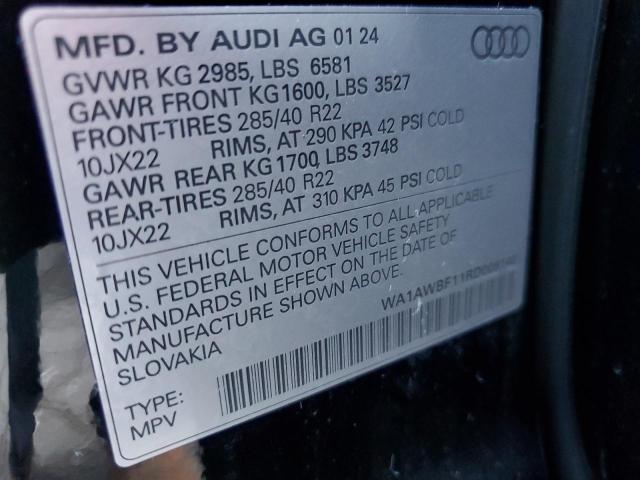 MFD. BY AUDI AG 01 24
GVWR KG 2985, LBS 6581
GAWR FRONT KG1600, LBS 3527
FRONT-TIRES 285/40 R22
10JX22 RIMS, AT 290 KPA 42 PSI COLD
GAWR REAR KG 1700, LBS 3748
REAR-TIRES 285/40 R22
10JX22 RIMS, AT 310 KPA 45 PSI COLD
THIS VEHICLE CONFORMS TO ALL APPLICABLE
U.S. FEDERAL MOTOR VEHICLE SAFETY
STANDARDS IN EFFECT ON THE DATE OF
MANUFACTURE SHOWN ABOVE.
SLOVAKIA
TYPE:
MPV